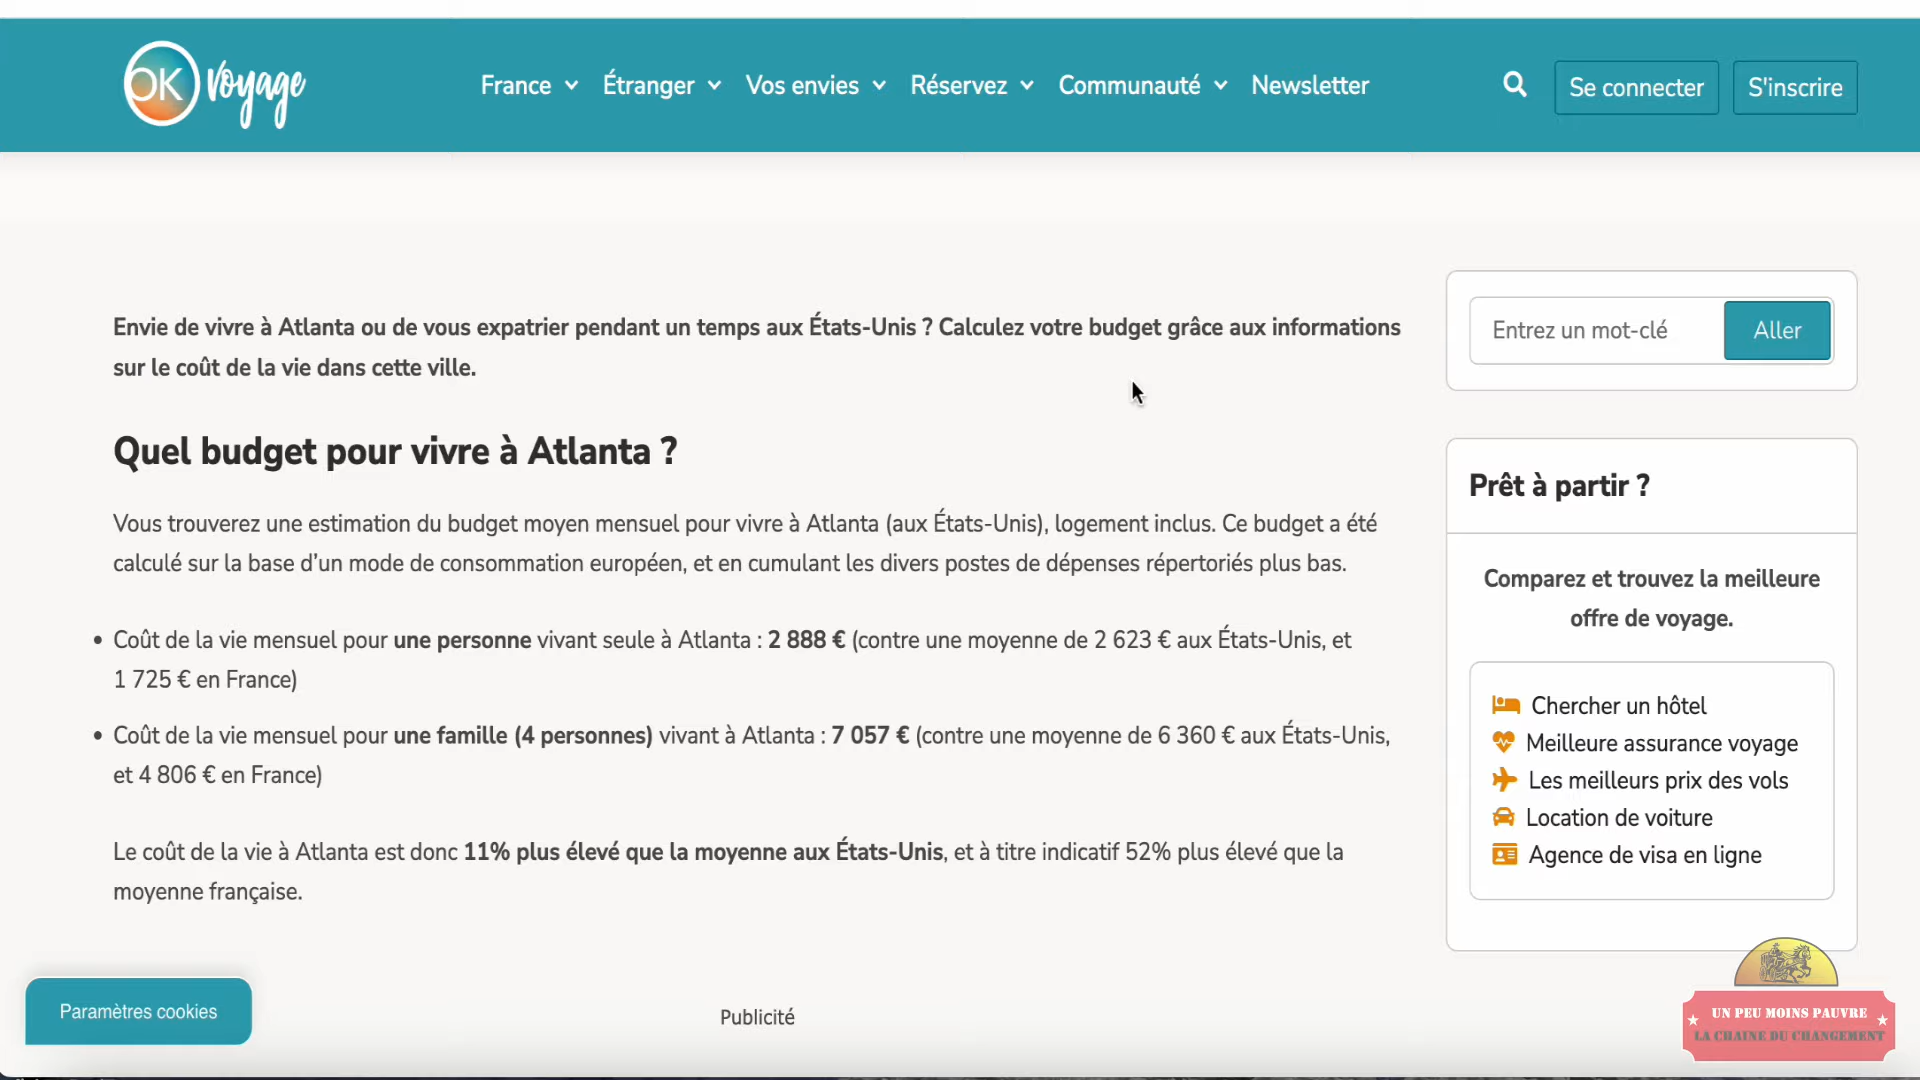 OK Voyage
France
Étranger
Vos envies
Réservez
Communauté
Newsletter
Se connecter
S'inscrire
Envie de vivre à Atlanta ou de vous expatrier pendant un temps aux États-Unis ? Calculez votre budget grâce aux informations
sur le coût de la vie dans cette ville.
Quel budget pour vivre à Atlanta ?
Vous trouverez une estimation du budget moyen mensuel pour vivre à Atlanta (aux États-Unis), logement inclus. Ce budget a été
calculé sur la base d’un mode de consommation européen, et en cumulant les divers postes de dépenses répertoriés plus bas.
• Coût de la vie mensuel pour une personne vivant seule à Atlanta : 2 888 € (contre une moyenne de 2 623 € aux États-Unis, et
1 725 € en France)
• Coût de la vie mensuel pour une famille (4 personnes) vivant à Atlanta : 7 057 € (contre une moyenne de 6 360 € aux États-Unis,
et 4 806 € en France)
Le coût de la vie à Atlanta est donc 11% plus élevé que la moyenne aux États-Unis, et à titre indicatif 52% plus élevé que la
moyenne française.
Publicité
Paramètres cookies
Entrez un mot-clé
Aller
Prêt à partir ?
Comparez et trouvez la meilleure
offre de voyage.
Chercher un hôtel
Meilleure assurance voyage
Les meilleurs prix des vols
Location de voiture
Agence de visa en ligne
UN PEU MOINS PAUVRE
LA CHAINE DU CHANGEMENT